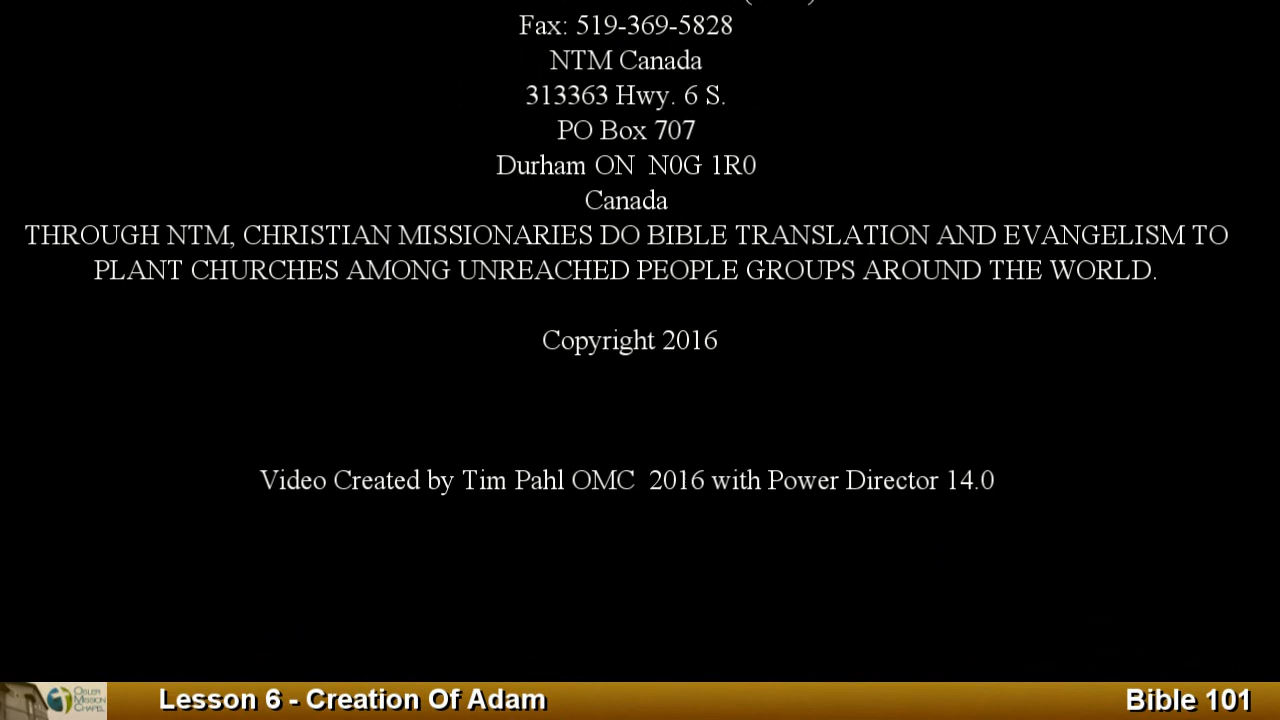 Fax: 519-369-5828
NTM Canada
313363 Hwy. 6 S.
PO Box 707
Durham ON  N0G 1R0
Canada
THROUGH NTM, CHRISTIAN MISSIONARIES DO BIBLE TRANSLATION AND EVANGELISM TO
PLANT CHURCHES AMONG UNREACHED PEOPLE GROUPS AROUND THE WORLD.
Copyright 2016
Video Created by Tim Pahl OMC  2016 with Power Director 14.0
OSLER
MISSION
CHAPEL
Lesson 6 - Creation Of Adam
Bible 101